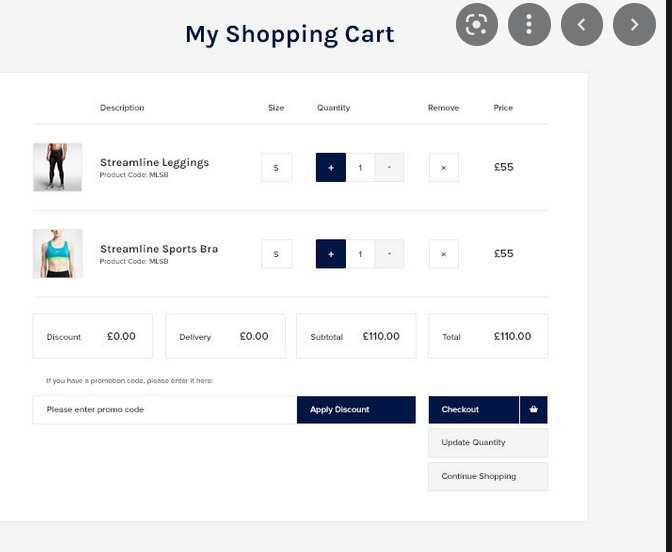 My Shopping Cart
Description Size Quantity Remove Price
Streamline Leggings
Product Code: MLSB
S + 1 - × £55
Streamline Sports Bra
Product Code: MLSB
S + 1 - × £55
Discount £0.00 Delivery £0.00 Subtotal £110.00 Total £110.00
If you have a promotion code, please enter it here:
Please enter promo code Apply Discount Checkout
Update Quantity
Continue Shopping